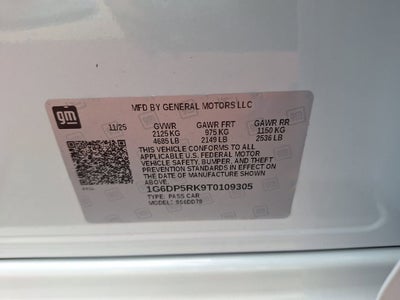 gm
MFD BY GENERAL MOTORS LLC
11/25 GVWR GAWR FRT GAWR RR
2125 KG 975 KG 1150 KG
4685 LB 2149 LB 2536 LB
THIS VEHICLE CONFORMS TO ALL
APPLICABLE U.S. FEDERAL MOTOR
VEHICLE SAFETY, BUMPER, AND THEFT
PREVENTION STANDARDS IN EFFECT ON
THE DATE OF MANUFACTURE SHOWN
ABOVE.
1G6DP5RK9T0109305
TYPE: PASS CAR
MODEL: